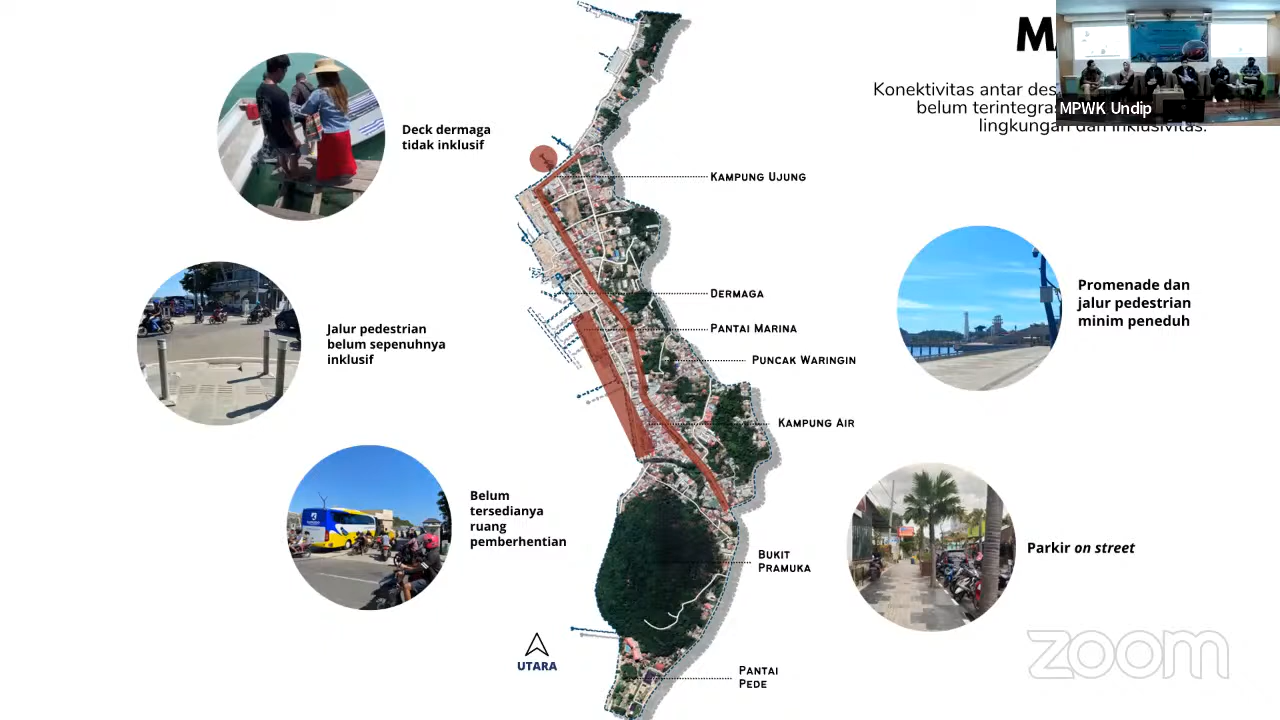 MA
Konektivitas antar des
belum terintegras
lingkungan dan inklusivitas.
MPWK Undip
Deck dermaga
tidak inklusif
KAMPUNG UJUNG
Jalur pedestrian
belum sepenuhnya
inklusif
DERMAGA
PANTAI MARINA
PUNCAK WARINGIN
KAMPUNG AIR
Promenade dan
jalur pedestrian
minim peneduh
Belum
tersedianya
ruang
pemberhentian
BUKIT
PRAMUKA
Parkir on street
UTARA
PANTAI
PEDE
zoom